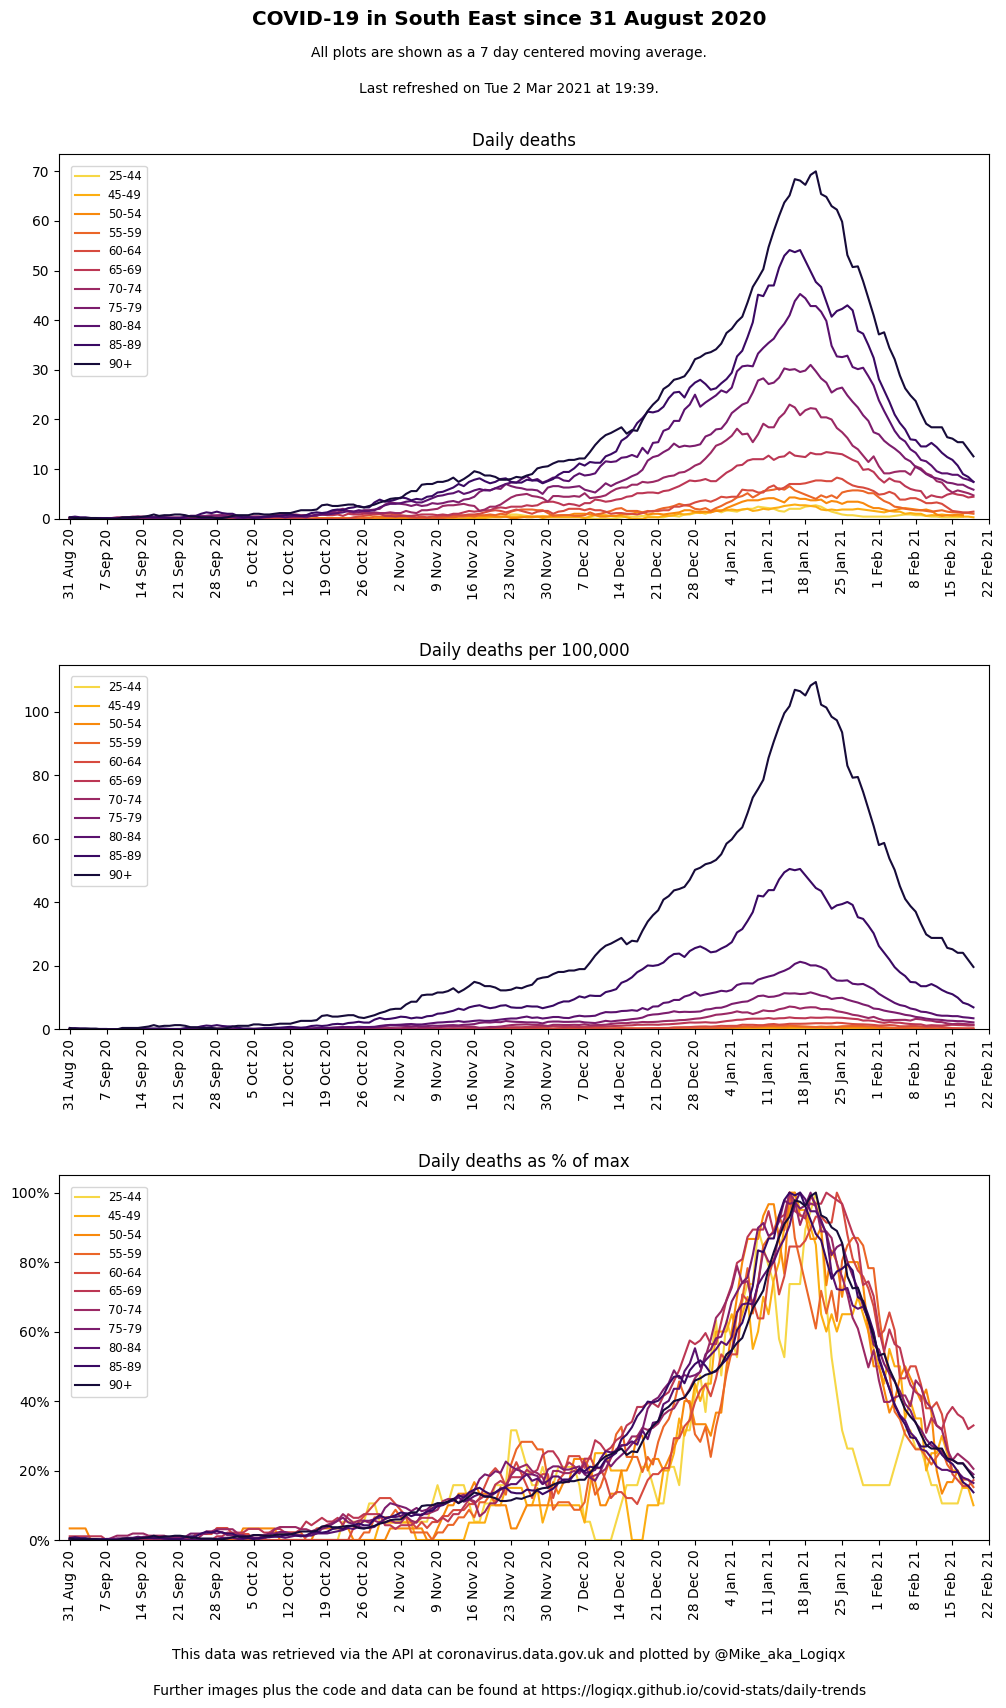 COVID-19 in South East since 31 August 2020
All plots are shown as a 7 day centered moving average.
Last refreshed on Tue 2 Mar 2021 at 19:39.
Daily deaths
70
60
50
40
30
20
10
0
25-44
45-49
50-54
55-59
60-64
65-69
70-74
75-79
80-84
85-89
90+
31 Aug 20
7 Sep 20
14 Sep 20
21 Sep 20
28 Sep 20
5 Oct 20
12 Oct 20
19 Oct 20
26 Oct 20
2 Nov 20
9 Nov 20
16 Nov 20
23 Nov 20
30 Nov 20
7 Dec 20
14 Dec 20
21 Dec 20
28 Dec 20
4 Jan 21
11 Jan 21
18 Jan 21
25 Jan 21
1 Feb 21
8 Feb 21
15 Feb 21
22 Feb 21
Daily deaths per 100,000
100
80
60
40
20
0
25-44
45-49
50-54
55-59
60-64
65-69
70-74
75-79
80-84
85-89
90+
31 Aug 20
7 Sep 20
14 Sep 20
21 Sep 20
28 Sep 20
5 Oct 20
12 Oct 20
19 Oct 20
26 Oct 20
2 Nov 20
9 Nov 20
16 Nov 20
23 Nov 20
30 Nov 20
7 Dec 20
14 Dec 20
21 Dec 20
28 Dec 20
4 Jan 21
11 Jan 21
18 Jan 21
25 Jan 21
1 Feb 21
8 Feb 21
15 Feb 21
22 Feb 21
Daily deaths as % of max
100%
80%
60%
40%
20%
0%
25-44
45-49
50-54
55-59
60-64
65-69
70-74
75-79
80-84
85-89
90+
31 Aug 20
7 Sep 20
14 Sep 20
21 Sep 20
28 Sep 20
5 Oct 20
12 Oct 20
19 Oct 20
26 Oct 20
2 Nov 20
9 Nov 20
16 Nov 20
23 Nov 20
30 Nov 20
7 Dec 20
14 Dec 20
21 Dec 20
28 Dec 20
4 Jan 21
11 Jan 21
18 Jan 21
25 Jan 21
1 Feb 21
8 Feb 21
15 Feb 21
22 Feb 21
This data was retrieved via the API at coronavirus.data.gov.uk and plotted by @Mike_aka_Logiqx
Further images plus the code and data can be found at https://logiqx.github.io/covid-stats/daily-trends